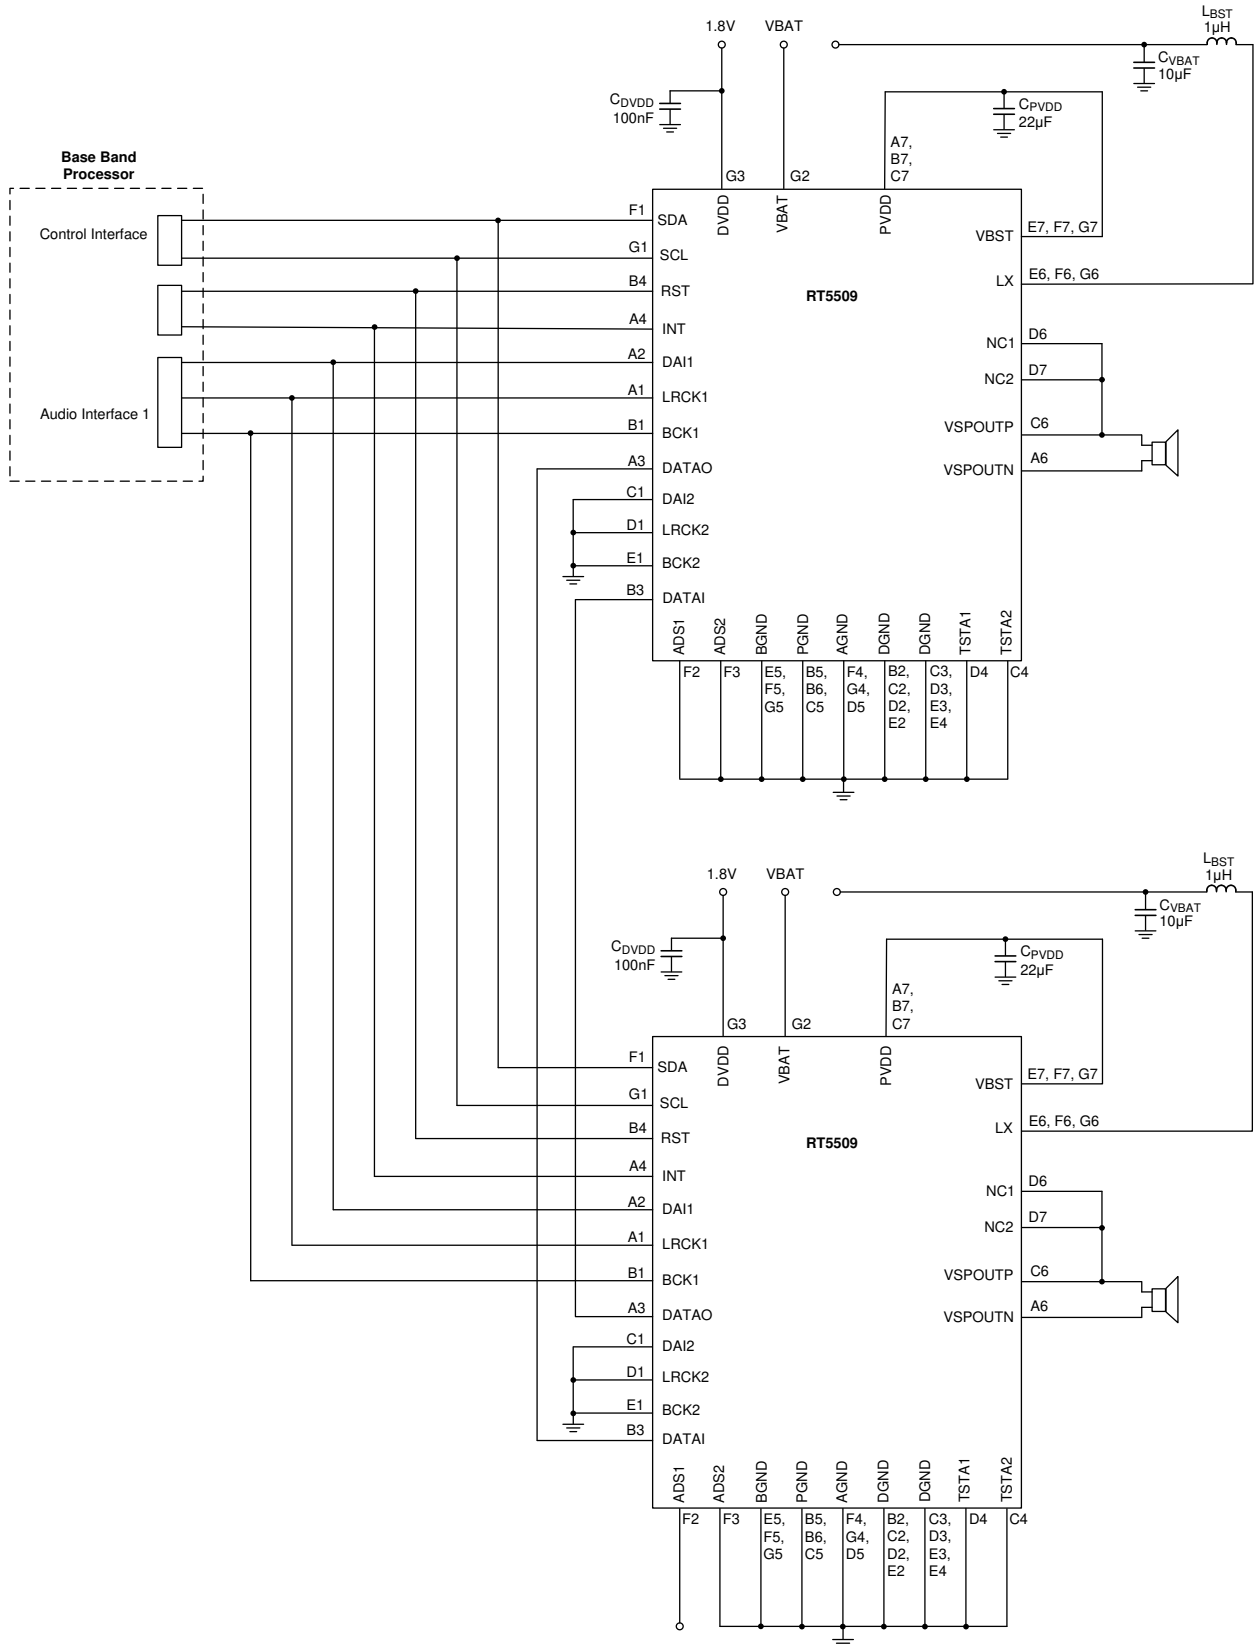 L_BST
1µH
1.8V
VBAT
C_VBAT
10µF
C_DVDD
100nF
C_PVDD
22µF
A7,
B7,
C7
G3
G2
Base Band
Processor
Control Interface
Audio Interface 1
DVDD
VBAT
PVDD
F1
SDA
VBST
E7, F7, G7
G1
SCL
LX
E6, F6, G6
B4
RST
RT5509
A4
INT
NC1
D6
A2
DAI1
NC2
D7
A1
LRCK1
B1
BCK1
VSPOUTP
C6
A3
DATAO
VSPOUTN
A6
C1
DAI2
D1
LRCK2
E1
BCK2
B3
DATAI
ADS1
ADS2
BGND
PGND
AGND
DGND
DGND
TSTA1
TSTA2
F2
F3
E5,
F5,
G5
B5,
B6,
C5
F4,
G4,
D5
B2,
C2,
D2,
E2
C3,
D3,
E3,
E4
D4
C4
L_BST
1µH
1.8V
VBAT
C_VBAT
10µF
C_DVDD
100nF
C_PVDD
22µF
A7,
B7,
C7
G3
G2
DVDD
VBAT
PVDD
F1
SDA
VBST
E7, F7, G7
G1
SCL
LX
E6, F6, G6
B4
RST
RT5509
A4
INT
NC1
D6
A2
DAI1
NC2
D7
A1
LRCK1
B1
BCK1
VSPOUTP
C6
A3
DATAO
VSPOUTN
A6
C1
DAI2
D1
LRCK2
E1
BCK2
B3
DATAI
ADS1
ADS2
BGND
PGND
AGND
DGND
DGND
TSTA1
TSTA2
F2
F3
E5,
F5,
G5
B5,
B6,
C5
F4,
G4,
D5
B2,
C2,
D2,
E2
C3,
D3,
E3,
E4
D4
C4